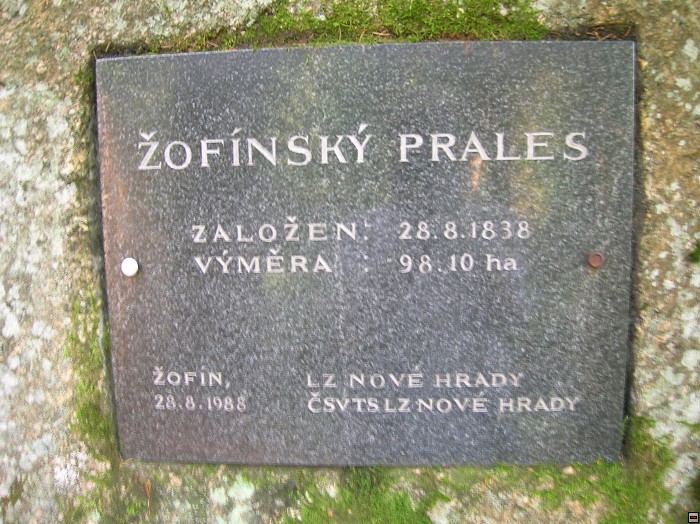 ŽOFÍNSKÝ PRALES
ZALOŽEN: 28.8.1838
VÝMĚRA : 98.10 ha
ŽOFÍN, LZ NOVÉ HRADY
28.8.1988 ČSVTS LZ NOVÉ HRADY